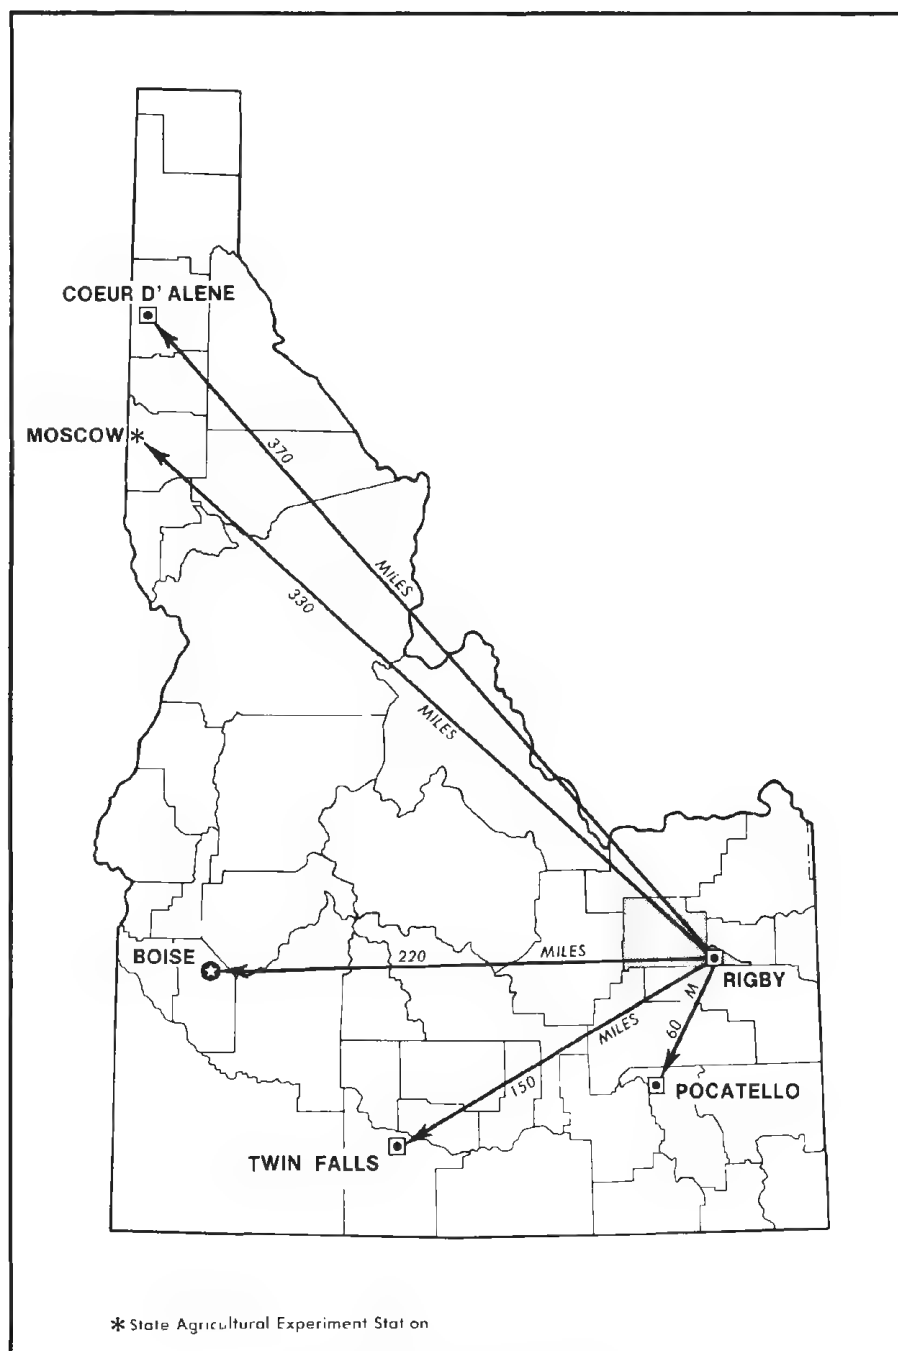 COEUR D' ALENE
MOSCOW *
370
MILES
330
MILES
BOISE
220
MILES
RIGBY
MILES
150
60
M
POCATELLO
TWIN FALLS
* State Agricultural Experiment Stat on